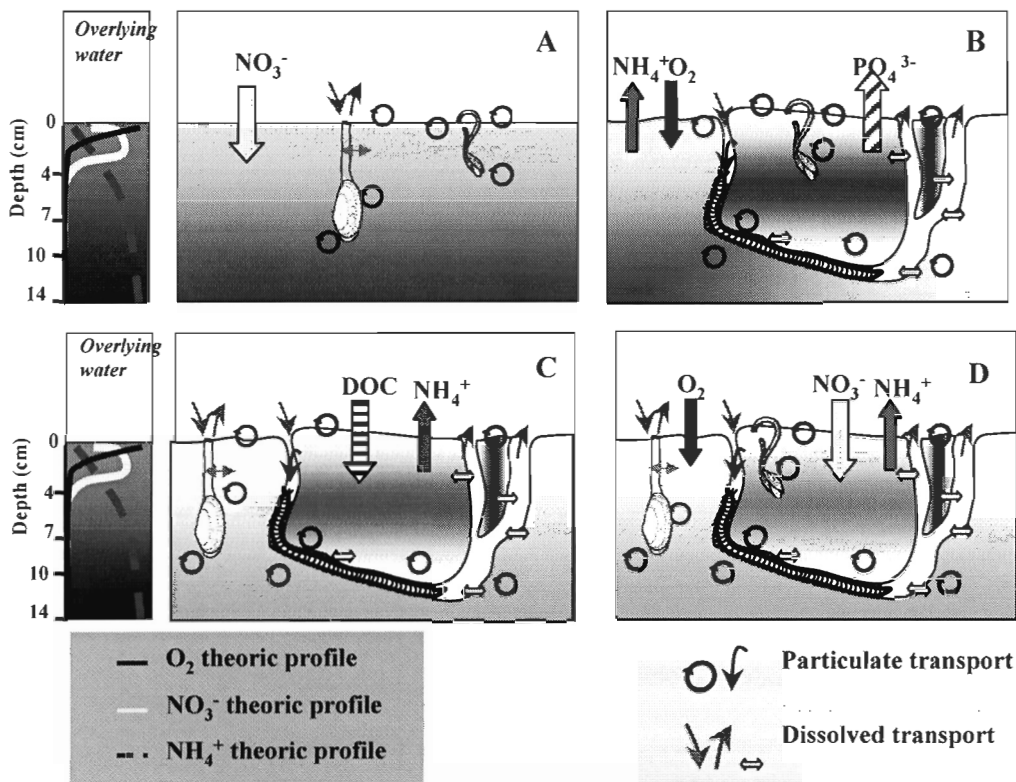 Overlying
water
Depth (cm)
0
4
7
10
14
A
NO₃⁻
B
NH₄⁺ O₂
PO₄³⁻
Overlying
water
Depth (cm)
0
4
7
10
14
C
DOC
NH₄⁺
D
O₂
NO₃⁻
NH₄⁺
O₂ theoric profile
NO₃⁻ theoric profile
NH₄⁺ theoric profile
Particulate transport
Dissolved transport